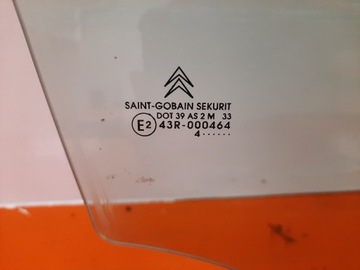 SAINT-GOBAIN SEKURIT
DOT 39 AS 2 M 33
E2 43R-000464
4······